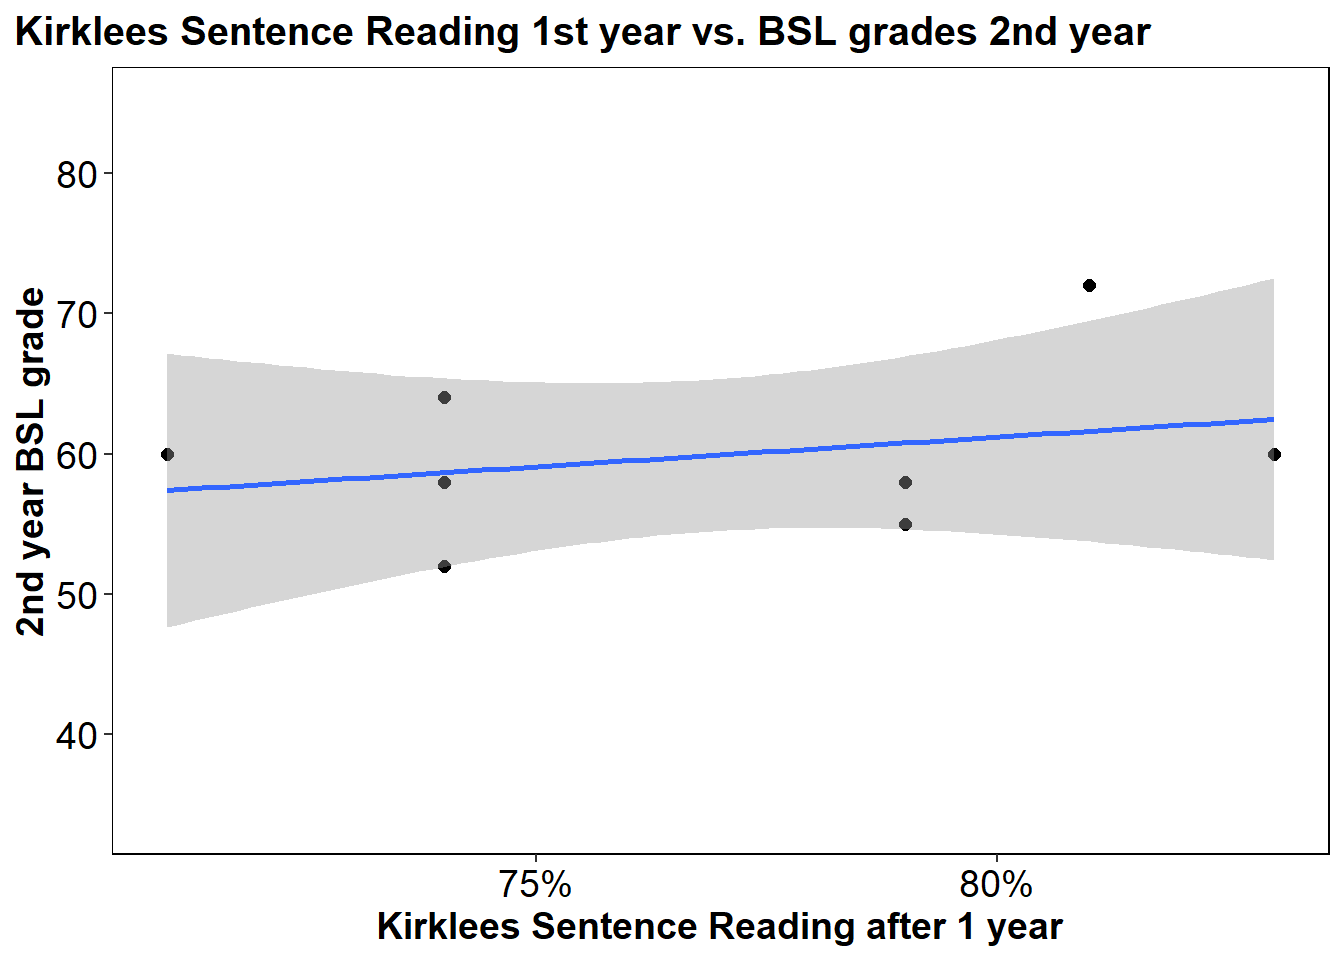 Kirklees Sentence Reading 1st year vs. BSL grades 2nd year
2nd year BSL grade
80
70
60
50
40
75% 80%
Kirklees Sentence Reading after 1 year